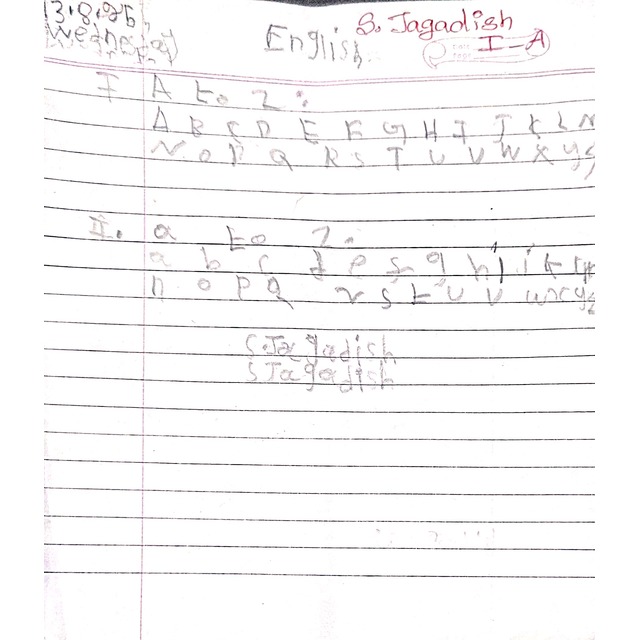 13.8.25,
Wednesday
S. Jagadish
English
I-A
I A to Z:
A B C D E F G H I J K L M
N O P Q R S T U V W X Y Z
II. a to z.
a b c d e f g h i j k l m
n o p q r s t u v w x y z
S.Jagadish
S Jagadish